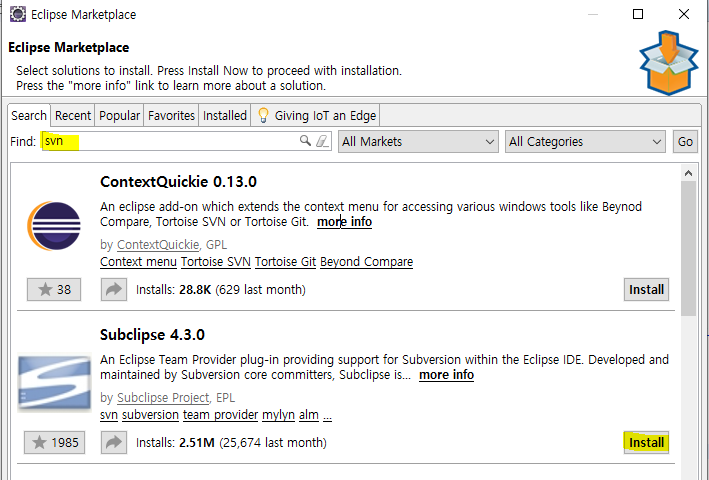 Eclipse Marketplace
Eclipse Marketplace
Select solutions to install. Press Install Now to proceed with installation.
Press the "more info" link to learn more about a solution.
Search Recent Popular Favorites Installed Giving IoT an Edge
Find: svn All Markets All Categories Go
ContextQuickie 0.13.0
An eclipse add-on which extends the context menu for accessing various windows tools like Beynod
Compare, Tortoise SVN or Tortoise Git. more info
by ContextQuickie, GPL
Context menu Tortoise SVN Tortoise Git Beyond Compare
38 Installs: 28.8K (629 last month) Install
Subclipse 4.3.0
An Eclipse Team Provider plug-in providing support for Subversion within the Eclipse IDE. Developed and
maintained by Subversion core committers, Subclipse is... more info
by Subclipse Project, EPL
svn subversion team provider mylyn alm ...
1985 Installs: 2.51M (25,674 last month) Install